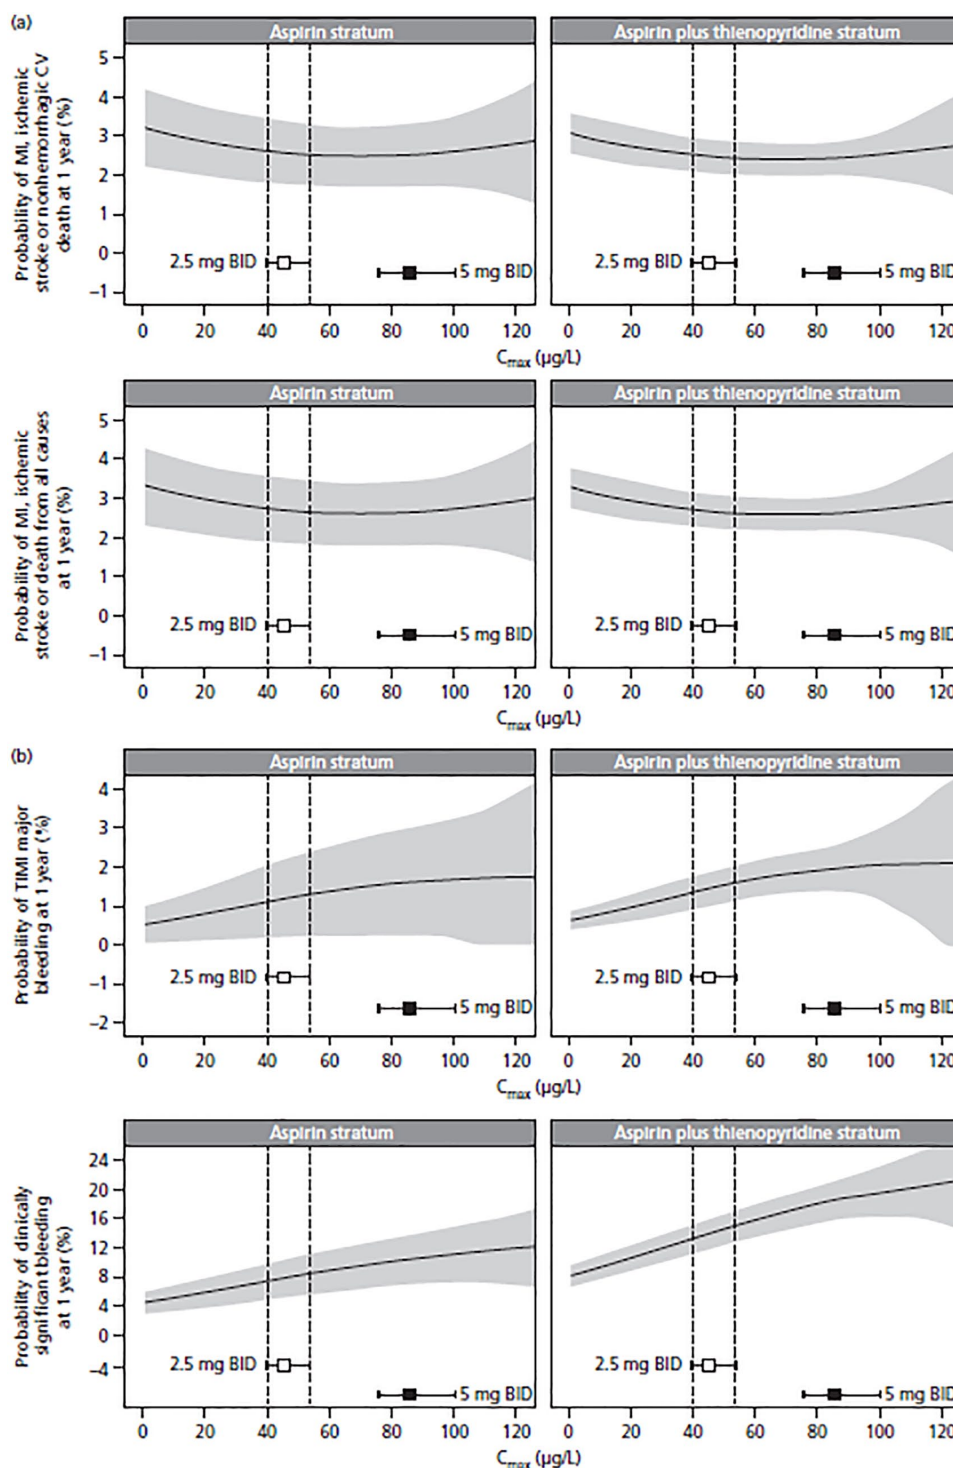 (a)
Aspirin stratum
Aspirin plus thienopyridine stratum
Probability of MI, ischemic
stroke or nonhemorrhagic CV
death at 1 year (%)
5
4
3
2
1
0
−1
2.5 mg BID
5 mg BID
2.5 mg BID
5 mg BID
0 20 40 60 80 100 120
0 20 40 60 80 100 120
Cmax (µg/L)
Aspirin stratum
Aspirin plus thienopyridine stratum
Probability of MI, ischemic
stroke or death from all causes
at 1 year (%)
5
4
3
2
1
0
−1
2.5 mg BID
5 mg BID
2.5 mg BID
5 mg BID
0 20 40 60 80 100 120
0 20 40 60 80 100 120
Cmax (µg/L)
(b)
Aspirin stratum
Aspirin plus thienopyridine stratum
Probability of TIMI major
bleeding at 1 year (%)
4
3
2
1
0
−1
−2
2.5 mg BID
5 mg BID
2.5 mg BID
5 mg BID
0 20 40 60 80 100 120
0 20 40 60 80 100 120
Cmax (µg/L)
Aspirin stratum
Aspirin plus thienopyridine stratum
Probability of clinically
significant bleeding
at 1 year (%)
24
20
16
12
8
4
0
−4
2.5 mg BID
5 mg BID
2.5 mg BID
5 mg BID
0 20 40 60 80 100 120
0 20 40 60 80 100 120
Cmax (µg/L)